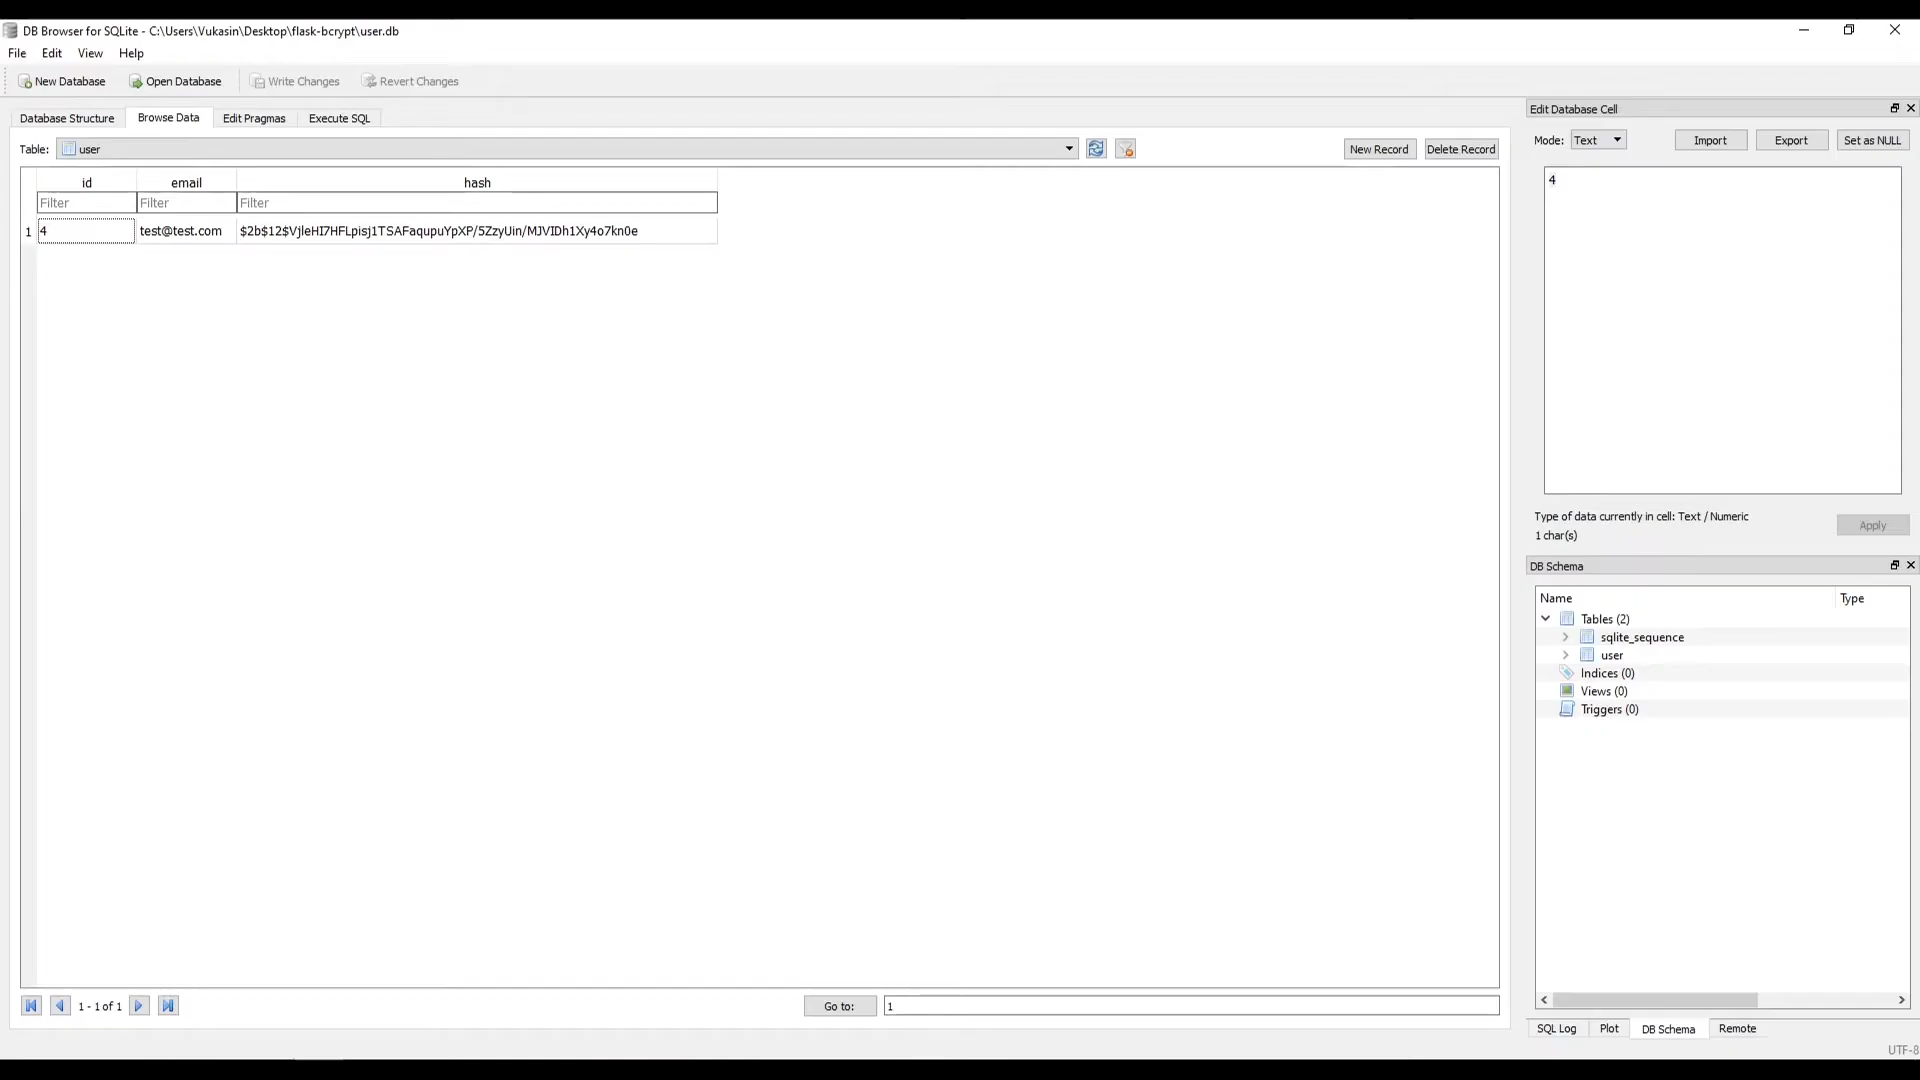 DB Browser for SQLite - C:\Users\Vukasin\Desktop\flask-bcrypt\user.db
File Edit View Help
New Database Open Database Write Changes Revert Changes
Database Structure Browse Data Edit Pragmas Execute SQL
Table: user New Record Delete Record
id email hash
Filter Filter Filter
1 4 test@test.com $2b$12$VjleHI7HFLpisj1TSAFaqupuYpXP/5ZzyUin/MJVIDh1Xy4o7kn0e
1 - 1 of 1 Go to: 1
Edit Database Cell
Mode: Text Import Export Set as NULL
4
Type of data currently in cell: Text / Numeric
1 char(s)
Apply
DB Schema
Name Type
Tables (2)
sqlite_sequence
user
Indices (0)
Views (0)
Triggers (0)
SQL Log Plot DB Schema Remote
UTF-8